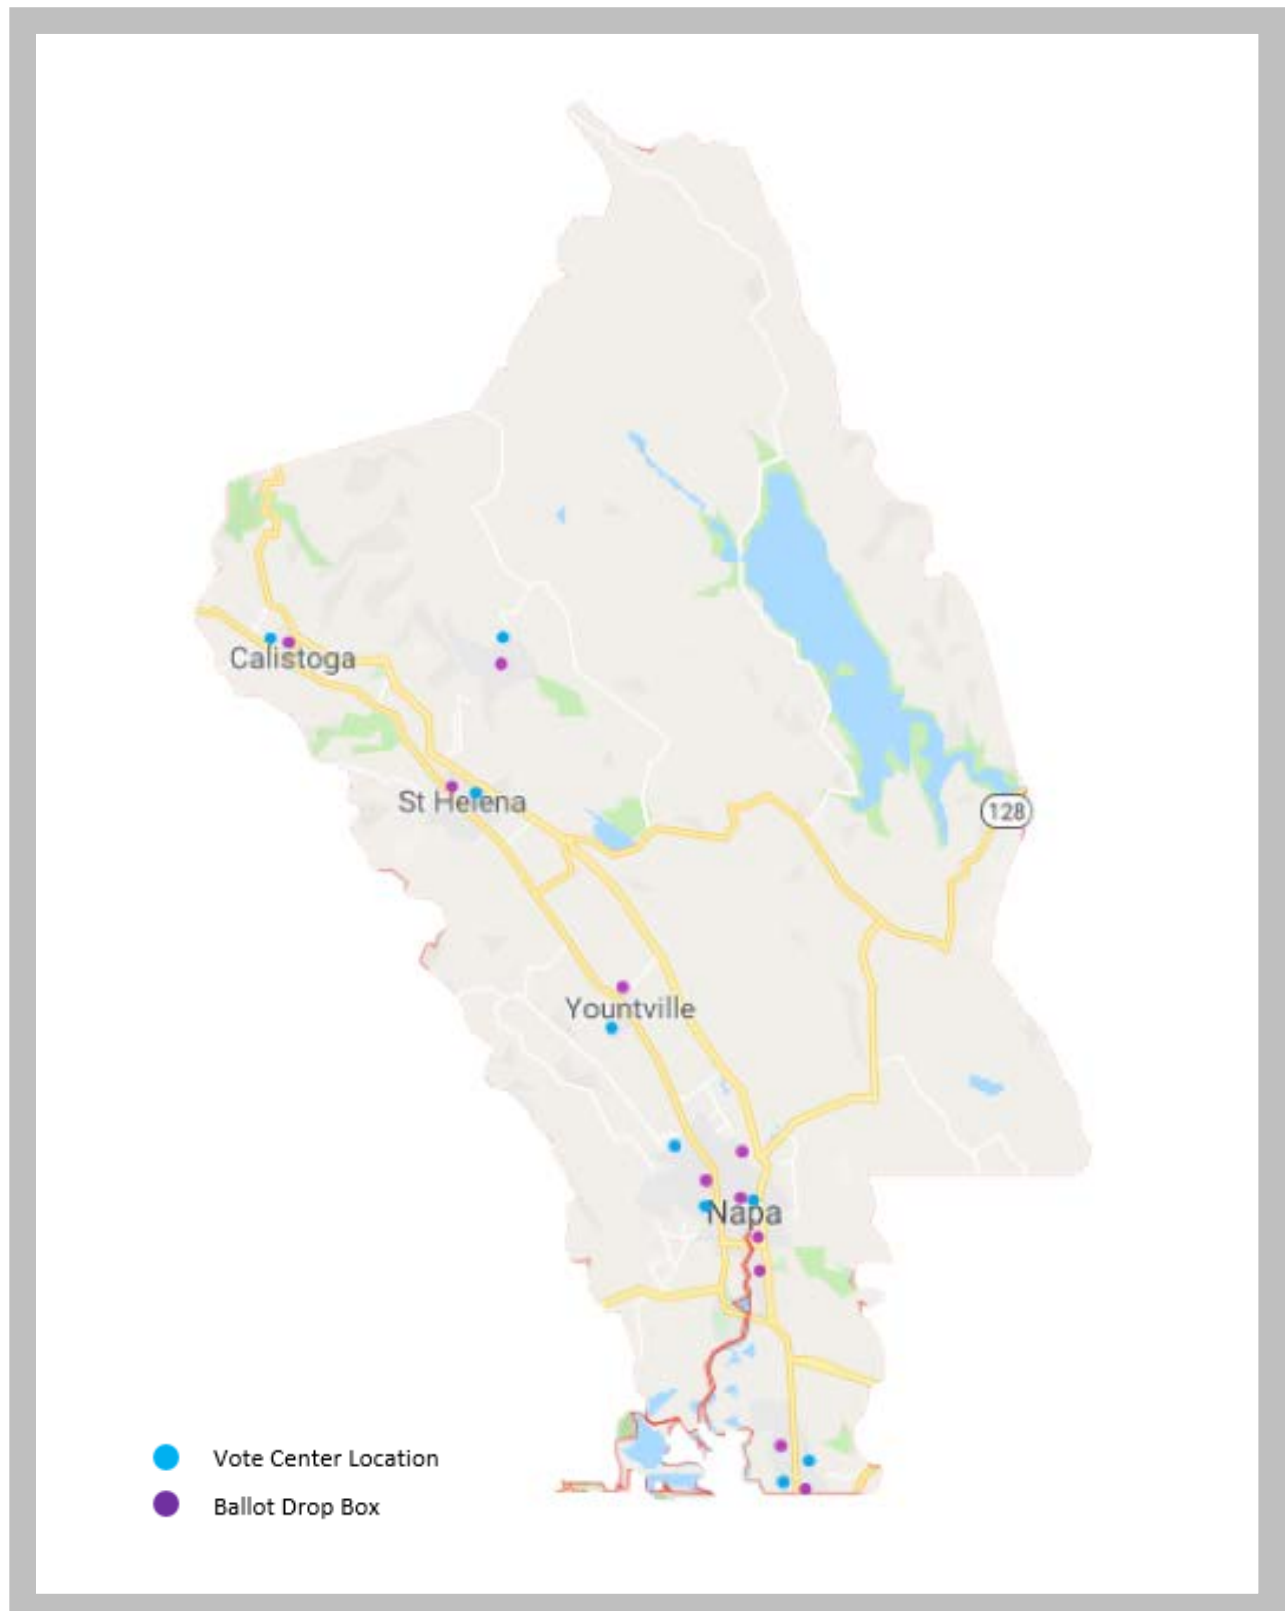 Calistoga
St Helena
128
Yountville
Napa
Vote Center Location
Ballot Drop Box